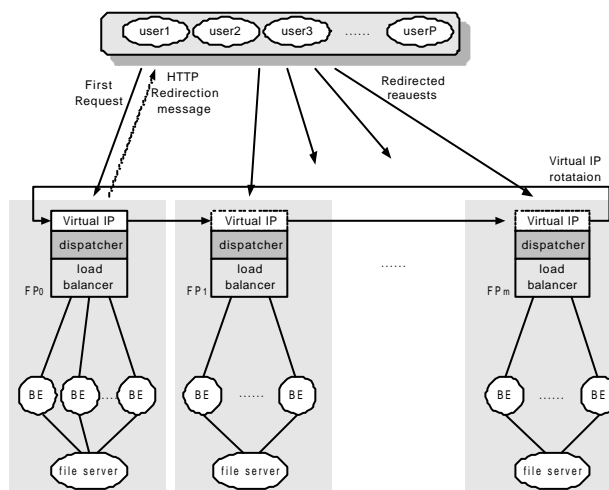 user1 user2 user3 ...... userP
First
Request
HTTP
Redirection
message
Redirected
reauests
Virtual IP
rotataion
Virtual IP
dispatcher
load
balancer
FP0
Virtual IP
dispatcher
load
balancer
FP1
......
Virtual IP
dispatcher
load
balancer
FPm
BE BE ...... BE
BE ...... BE
BE ...... BE
file server
file server
file server